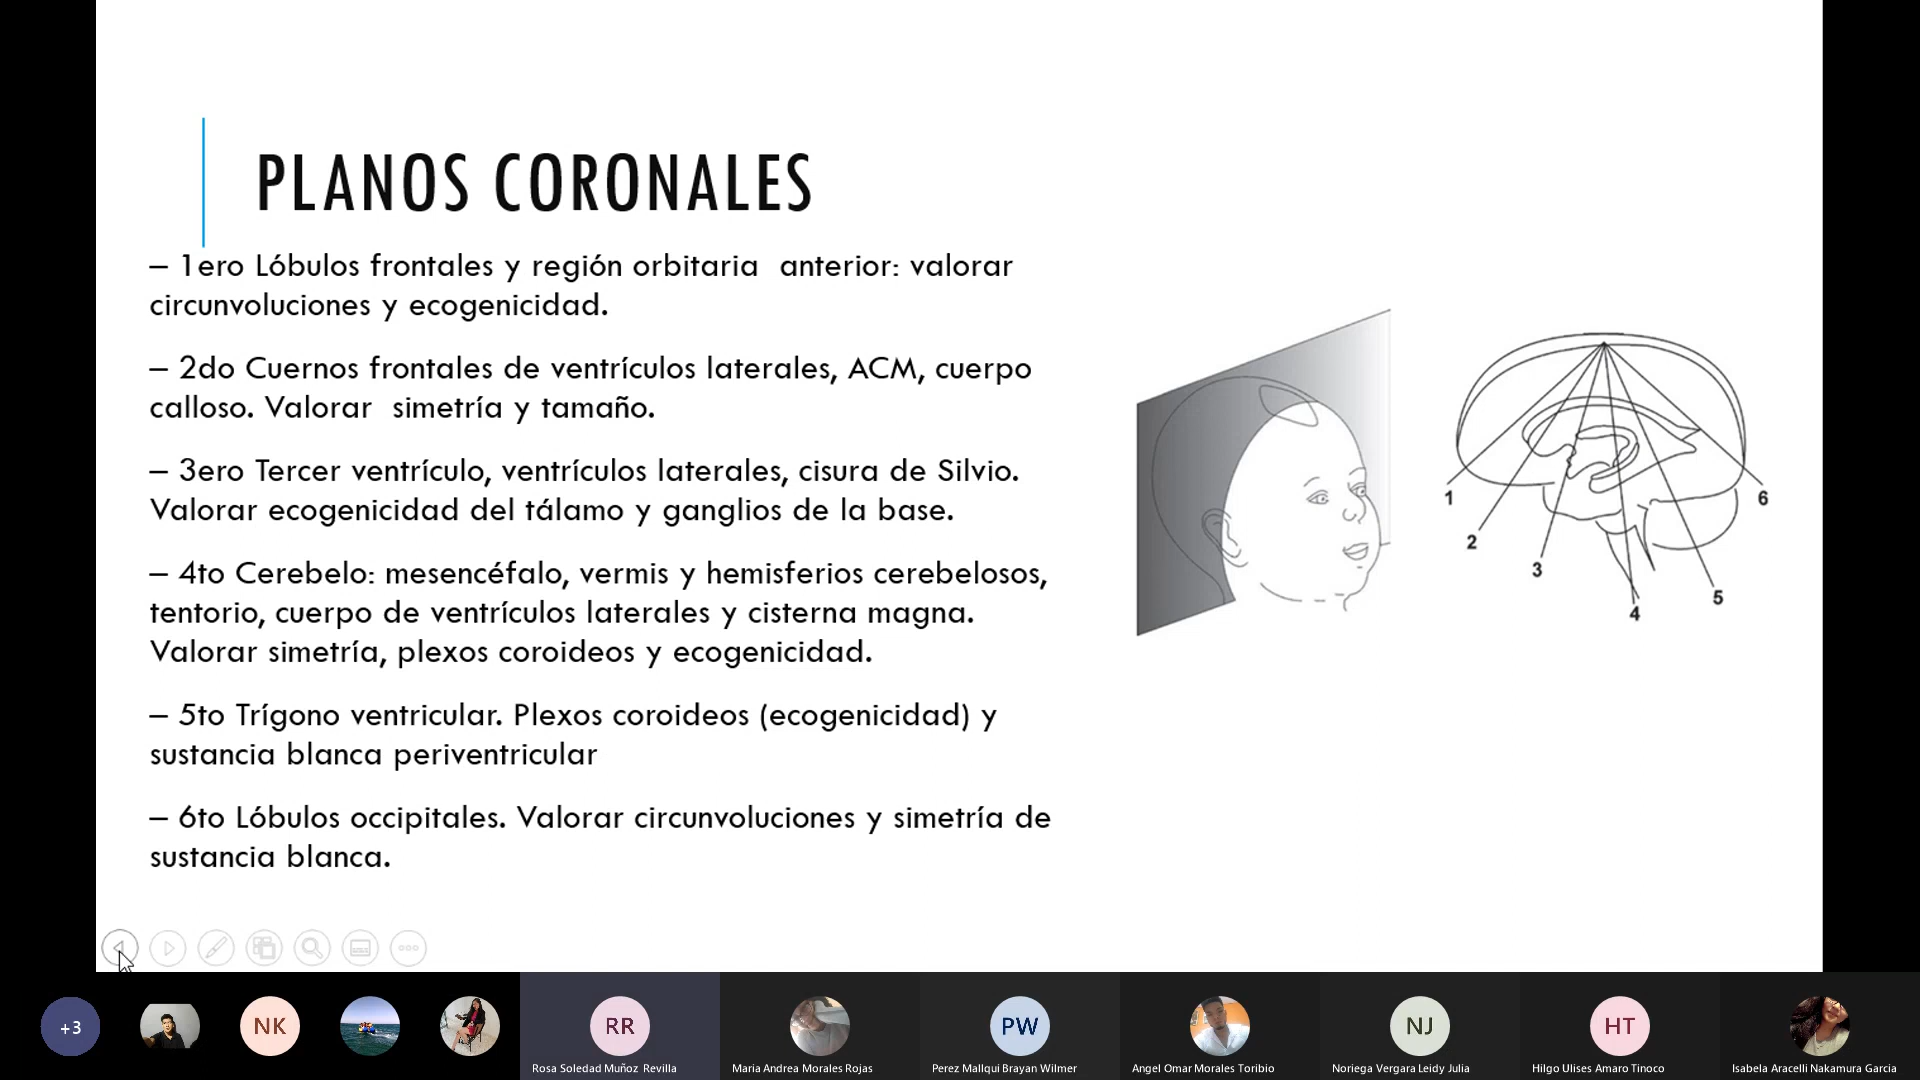 PLANOS CORONALES
– 1ero Lóbulos frontales y región orbitaria  anterior: valorar
circunvoluciones y ecogenicidad.
– 2do Cuernos frontales de ventrículos laterales, ACM, cuerpo
calloso. Valorar  simetría y tamaño.
– 3ero Tercer ventrículo, ventrículos laterales, cisura de Silvio.
Valorar ecogenicidad del tálamo y ganglios de la base.
– 4to Cerebelo: mesencéfalo, vermis y hemisferios cerebelosos,
tentorio, cuerpo de ventrículos laterales y cisterna magna.
Valorar simetría, plexos coroideos y ecogenicidad.
– 5to Trígono ventricular. Plexos coroideos (ecogenicidad) y
sustancia blanca periventricular
– 6to Lóbulos occipitales. Valorar circunvoluciones y simetría de
sustancia blanca.
1
2
3
4
5
6
+3
NK
RR
PW
NJ
HT
Rosa Soledad Muñoz Revilla
Maria Andrea Morales Rojas
Perez Mallqui Brayan Wilmer
Angel Omar Morales Toribio
Noriega Vergara Leidy Julia
Hilgo Ulises Amaro Tinoco
Isabela Aracelli Nakamura Garcia